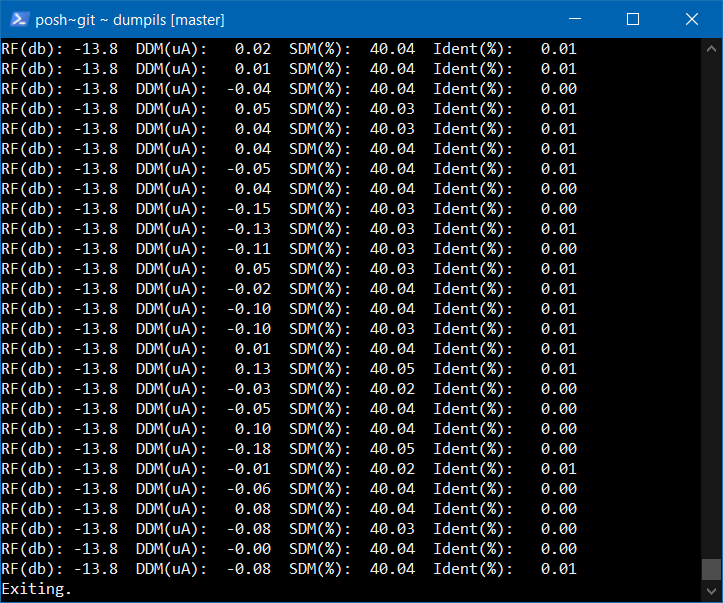 posh~git ~ dumpils [master]
RF(db): -13.8  DDM(uA):   0.02  SDM(%):  40.04  Ident(%):   0.01
RF(db): -13.8  DDM(uA):   0.01  SDM(%):  40.04  Ident(%):   0.01
RF(db): -13.8  DDM(uA):  -0.04  SDM(%):  40.04  Ident(%):   0.00
RF(db): -13.8  DDM(uA):   0.05  SDM(%):  40.03  Ident(%):   0.01
RF(db): -13.8  DDM(uA):   0.04  SDM(%):  40.03  Ident(%):   0.01
RF(db): -13.8  DDM(uA):   0.04  SDM(%):  40.04  Ident(%):   0.01
RF(db): -13.8  DDM(uA):  -0.05  SDM(%):  40.04  Ident(%):   0.01
RF(db): -13.8  DDM(uA):   0.04  SDM(%):  40.04  Ident(%):   0.00
RF(db): -13.8  DDM(uA):  -0.15  SDM(%):  40.03  Ident(%):   0.00
RF(db): -13.8  DDM(uA):  -0.13  SDM(%):  40.03  Ident(%):   0.01
RF(db): -13.8  DDM(uA):  -0.11  SDM(%):  40.03  Ident(%):   0.00
RF(db): -13.8  DDM(uA):   0.05  SDM(%):  40.03  Ident(%):   0.01
RF(db): -13.8  DDM(uA):  -0.02  SDM(%):  40.04  Ident(%):   0.01
RF(db): -13.8  DDM(uA):  -0.10  SDM(%):  40.04  Ident(%):   0.01
RF(db): -13.8  DDM(uA):  -0.10  SDM(%):  40.03  Ident(%):   0.01
RF(db): -13.8  DDM(uA):   0.01  SDM(%):  40.04  Ident(%):   0.01
RF(db): -13.8  DDM(uA):   0.13  SDM(%):  40.05  Ident(%):   0.01
RF(db): -13.8  DDM(uA):  -0.03  SDM(%):  40.02  Ident(%):   0.00
RF(db): -13.8  DDM(uA):  -0.05  SDM(%):  40.04  Ident(%):   0.00
RF(db): -13.8  DDM(uA):   0.10  SDM(%):  40.04  Ident(%):   0.00
RF(db): -13.8  DDM(uA):  -0.18  SDM(%):  40.05  Ident(%):   0.00
RF(db): -13.8  DDM(uA):  -0.01  SDM(%):  40.02  Ident(%):   0.01
RF(db): -13.8  DDM(uA):  -0.06  SDM(%):  40.04  Ident(%):   0.00
RF(db): -13.8  DDM(uA):   0.08  SDM(%):  40.04  Ident(%):   0.00
RF(db): -13.8  DDM(uA):  -0.08  SDM(%):  40.03  Ident(%):   0.00
RF(db): -13.8  DDM(uA):  -0.00  SDM(%):  40.04  Ident(%):   0.00
RF(db): -13.8  DDM(uA):  -0.08  SDM(%):  40.04  Ident(%):   0.01
Exiting.